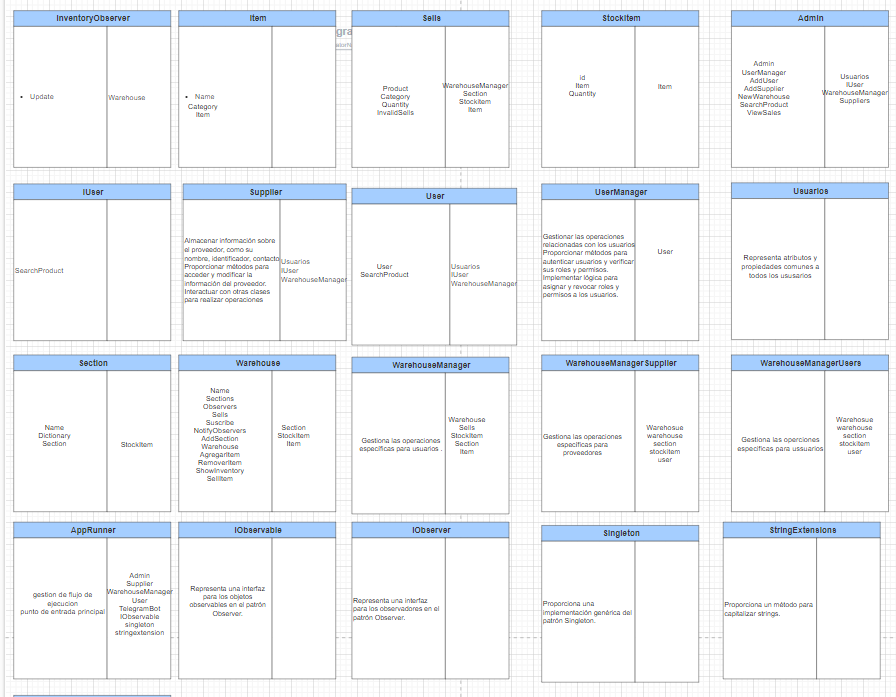 InventoryObserver
Update
Warehouse
Item
Name
Category
Item
gra
Sells
Product
Category
Quantity
InvalidSells
WarehouseManager
Section
StockItem
Item
StockItem
id
Item
Quantity
Item
Admin
Admin
UserManager
AddUser
AddSupplier
NewWarehouse
SearchProduct
ViewSales
Usuarios
IUser
WarehouseManager
Suppliers
IUser
SearchProduct
Supplier
Almacenar información sobre
el proveedor, como su
nombre, identificador, contacto
Proporcionar métodos para
acceder y modificar la
información del proveedor.
Interactuar con otras clases
para realizar operaciones
Usuarios
IUser
WarehouseManager
User
User
SearchProduct
Usuarios
IUser
WarehouseManager
UserManager
Gestionar las operaciones
relacionadas con los usuarios
Proporcionar métodos para
autenticar usuarios y verificar
sus roles y permisos.
Implementar lógica para
asignar y revocar roles y
permisos a los usuarios.
User
Usuarios
Representa atributos y
propiedades comunes a
todos los ususarios
Section
Name
Dictionary
Section
StockItem
Warehouse
Name
Sections
Observers
Sells
Suscribe
NotifyObservers
AddSection
Warehouse
AgregarItem
RemoverItem
ShowInventory
SellItem
Section
StockItem
Item
WarehouseManager
Gestiona las operaciones
específicas para usuarios .
Warehouse
Sells
StockItem
Section
Item
WarehouseManagerSupplier
Gestiona las operaciones
específicas para
proveedores
Warehosue
warehouse
section
stockitem
user
WarehouseManagerUsers
Gestiona las operciones
específicas para ussuarios
Warehosue
warehouse
section
stockitem
user
AppRunner
gestion de flujo de
ejecucion
punto de entrada principal
Admin
Supplier
WarehouseManager
User
TelegramBot
IObservable
singleton
stringextension
IObservable
Representa una interfaz
para los objetos
observables en el patrón
Observer.
IObserver
Representa una interfaz
para los observadores en el
patrón Observer.
Singleton
Proporciona una
implementación genérica del
patrón Singleton.
StringExtensions
Proporciona un método para
capitalizar strings.